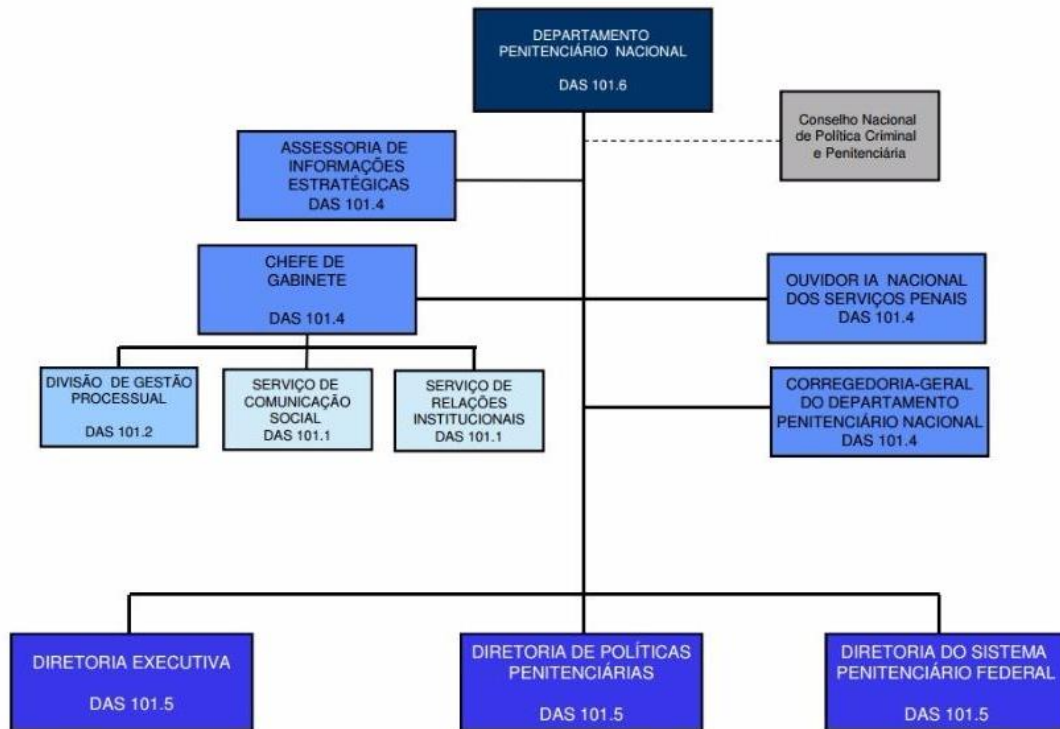 DEPARTAMENTO
PENITENCIÁRIO NACIONAL
DAS 101.6
Conselho Nacional
de Política Criminal
e Penitenciária
ASSESSORIA DE
INFORMAÇÕES
ESTRATÉGICAS
DAS 101.4
CHEFE DE
GABINETE
DAS 101.4
OUVIDOR IA NACIONAL
DOS SERVIÇOS PENAIS
DAS 101.4
DIVISÃO DE GESTÃO
PROCESSUAL
DAS 101.2
SERVIÇO DE
COMUNICAÇÃO
SOCIAL
DAS 101.1
SERVIÇO DE
RELAÇÕES
INSTITUCIONAIS
DAS 101.1
CORREGEDORIA-GERAL
DO DEPARTAMENTO
PENITENCIÁRIO NACIONAL
DAS 101.4
DIRETORIA EXECUTIVA
DAS 101.5
DIRETORIA DE POLÍTICAS
PENITENCIÁRIAS
DAS 101.5
DIRETORIA DO SISTEMA
PENITENCIÁRIO FEDERAL
DAS 101.5